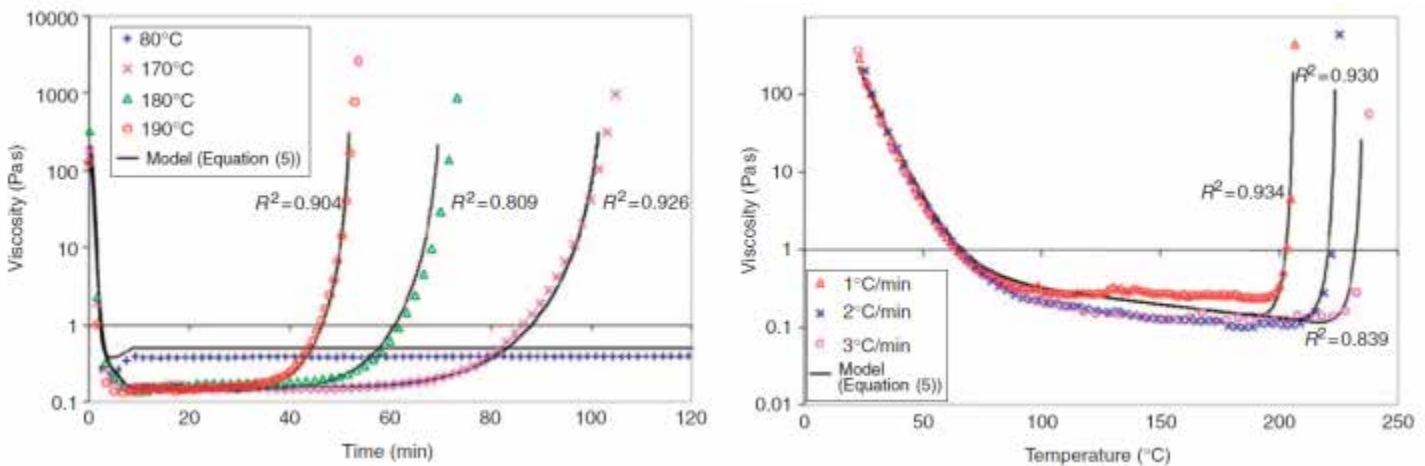 10000
1000
100
10
1
0.1
Viscosity (Pas)
80°C
170°C
180°C
190°C
Model (Equation (5))
R²=0.904
R²=0.809
R²=0.926
0
20
40
60
80
100
120
Time (min)
100
10
1
0.1
0.01
Viscosity (Pas)
R²=0.930
R²=0.934
R²=0.839
1°C/min
2°C/min
3°C/min
Model
(Equation (5))
0
50
100
150
200
250
Temperature (°C)